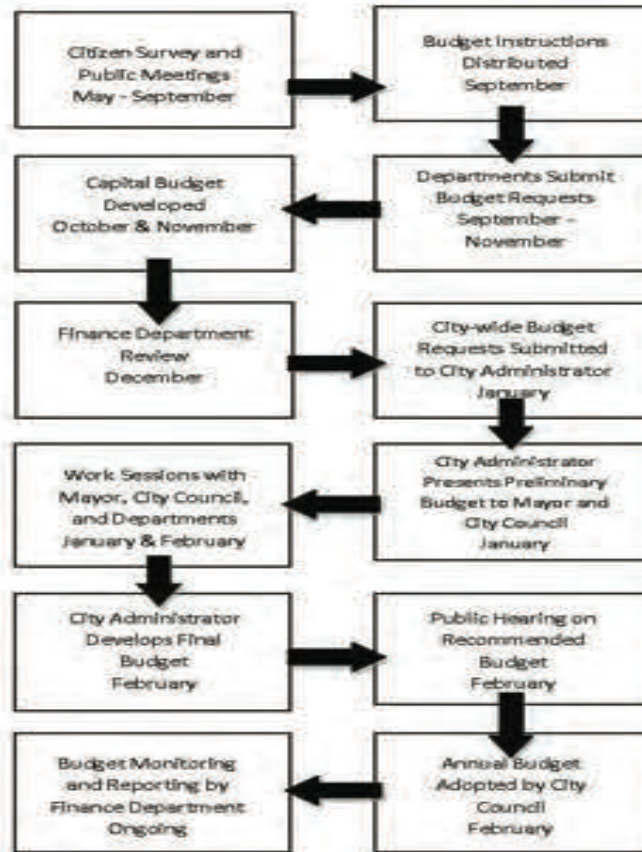 Citizen Survey and
Public Meetings
May - September
Budget Instructions
Distributed
September
Departments Submit
Budget Requests
September -
November
Capital Budget
Developed
October & November
Finance Department
Review
December
City-wide Budget
Requests Submitted
to City Administrator
January
City Administrator
Presents Preliminary
Budget to Mayor and
City Council
January
Work Sessions with
Mayor, City Council,
and Departments
January & February
City Administrator
Develops Final
Budget
February
Public Hearing on
Recommended
Budget
February
Annual Budget
Adopted by City
Council
February
Budget Monitoring
and Reporting by
Finance Department
Ongoing